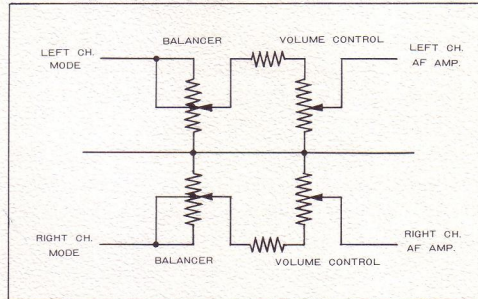 BALANCER
VOLUME CONTROL
LEFT CH.
MODE
LEFT CH.
AF AMP.
RIGHT CH.
MODE
RIGHT CH.
AF AMP.
BALANCER
VOLUME CONTROL